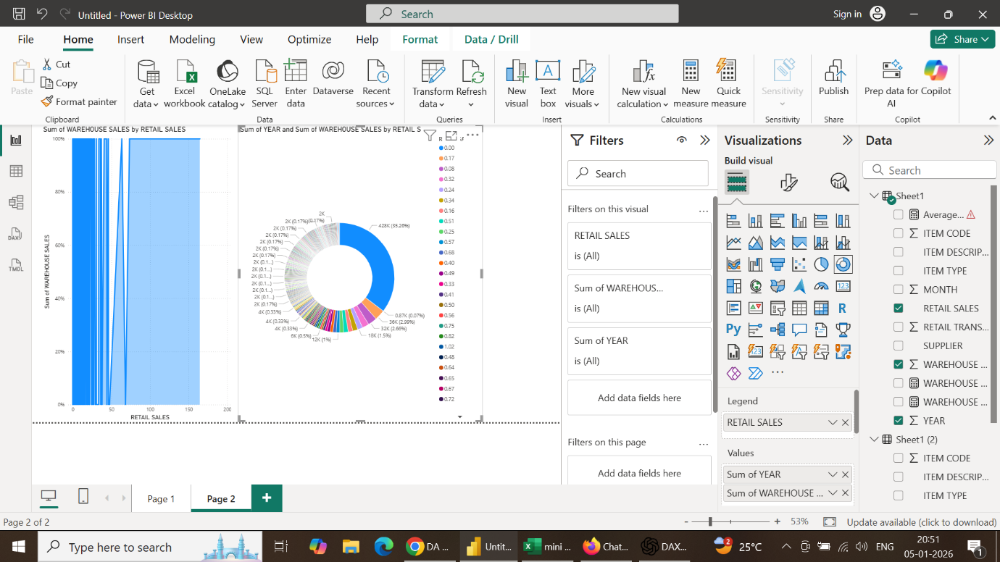 Untitled - Power BI Desktop
Search
Sign in
File
Home
Insert
Modeling
View
Optimize
Help
Format
Data / Drill
Share
Paste
Cut
Copy
Format painter
Get data
Excel workbook
OneLake catalog
SQL Server
Enter data
Dataverse
Recent sources
Transform data
Refresh
New visual
Text box
More visuals
New visual calculation
New measure
Quick measure
Sensitivity
Publish
Prep data for AI
Copilot
Clipboard
Data
Queries
Insert
Calculations
Sensitivity
Share
Copilot
Sum of WAREHOUSE SALES by RETAIL SALES
100%
80%
60%
40%
20%
0%
Sum of WAREHOUSE SALES
0
50
100
150
200
RETAIL SALES
Sum of YEAR and Sum of WAREHOUSE SALES by RETAIL S
2K
2K (0.17%)
(0.17%)
2K (0.17%)
2K (0.17%)
2K (0.17%)
2K (0.17%)
2K (0.17%)
2K (0.1...)
2K (0.1...)
2K (0.1...)
2K (0.1...)
2K (0.1...)
2K (0.1...)
2K (0.17%)
4K (0.33%)
4K (0.33%)
4K (0.33%)
6K (0.5%)
12K (1%)
18K (1.5%)
32K (2.66%)
36K (2.99%)
0.87K (0.07%)
428K (35.26%)
0.00
0.17
0.08
0.32
0.24
0.34
0.16
0.51
0.25
0.57
0.68
0.40
0.49
0.33
0.41
0.50
0.56
0.75
0.82
1.02
0.48
0.64
0.65
0.67
0.72
Filters
Search
Filters on this visual
RETAIL SALES
is (All)
Sum of WAREHOUS...
is (All)
Sum of YEAR
is (All)
Add data fields here
Filters on this page
Add data fields here
Visualizations
Build visual
123
R
Py
123
Legend
RETAIL SALES
Values
Sum of YEAR
Sum of WAREHOUSE ...
Data
Search
Sheet1
Average...
ITEM CODE
ITEM DESCRIP...
ITEM TYPE
MONTH
RETAIL SALES
RETAIL TRANS...
SUPPLIER
WAREHOUSE ...
WAREHOUSE ...
WAREHOUSE ...
YEAR
Sheet1 (2)
ITEM CODE
ITEM DESCRIP...
ITEM TYPE
DAX
TMDL
Page 1
Page 2
Page 2 of 2
53%
Update available (click to download)
Type here to search
DA ...
Untit...
mini ...
Chat...
DAX...
2
25°C
ENG
20:51
05-01-2026
1